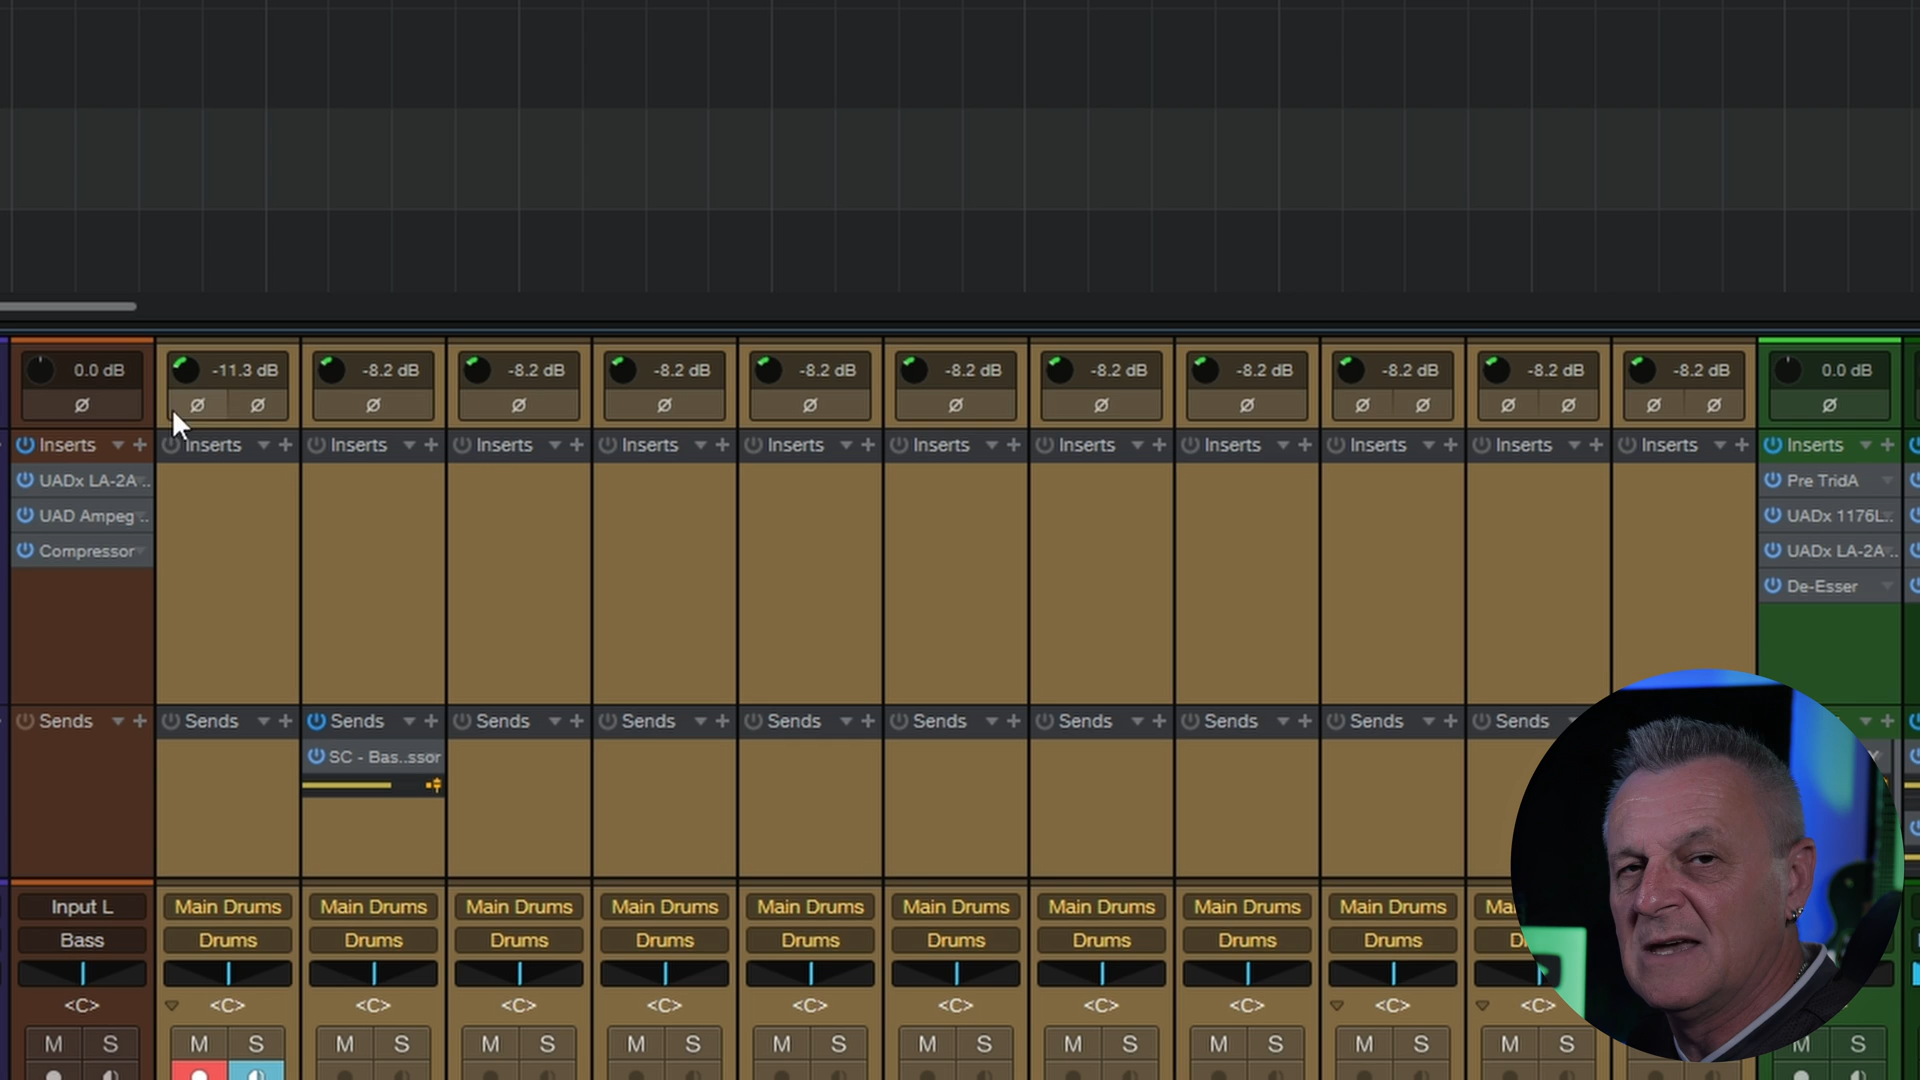 0.0 dB -11.3 dB -8.2 dB -8.2 dB -8.2 dB -8.2 dB -8.2 dB -8.2 dB -8.2 dB -8.2 dB -8.2 dB -8.2 dB 0.0 dB
Ø Ø Ø Ø Ø Ø Ø Ø Ø Ø Ø Ø Ø Ø Ø Ø Ø
Inserts Inserts Inserts Inserts Inserts Inserts Inserts Inserts Inserts Inserts Inserts Inserts Inserts
UADx LA-2A.. Pre TridA
UAD Ampeg.. UADx 1176L..
Compressor UADx LA-2A..
De-Esser
Sends Sends Sends Sends Sends Sends Sends Sends Sends Sends Sends
SC - Bas..ssor
Input L Main Drums Main Drums Main Drums Main Drums Main Drums Main Drums Main Drums Main Drums Main Drums
Bass Drums Drums Drums Drums Drums Drums Drums Drums Drums
<C> <C> <C> <C> <C> <C> <C> <C> <C> <C> <C>
M S M S M S M S M S M S M S M S M S M S M S M S